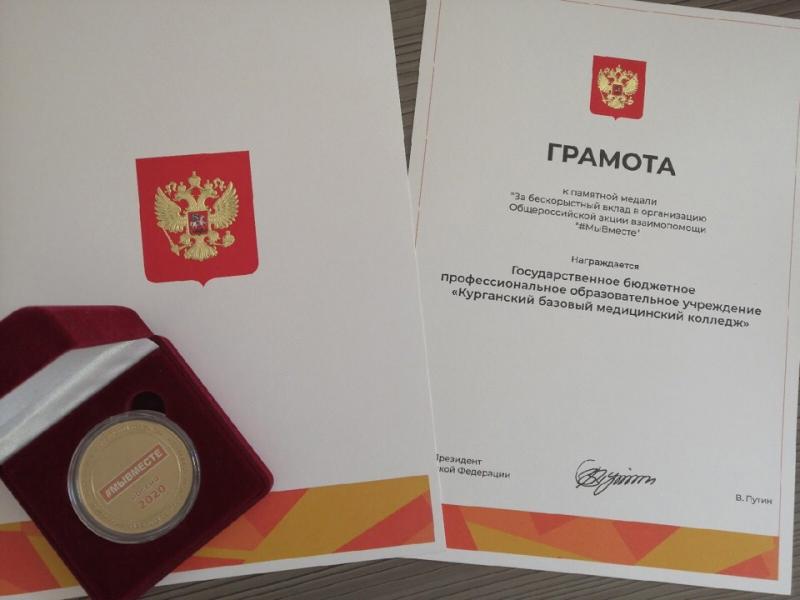 ГРАМОТА
к памятной медали
"За бескорыстный вклад в организацию
Общероссийской акции взаимопомощи
"#МыВместе"
Награждается
Государственное бюджетное
профессиональное образовательное учреждение
«Курганский базовый медицинский колледж»
Президент
кой Федерации
В. Путин
#МЫВМЕСТЕ
2020